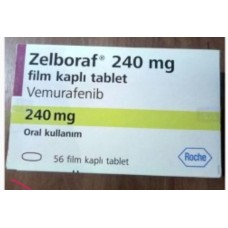 Zelboraf® 240 mg
film kaplı tablet
Vemurafenib
240 mg
Oral kullanım
56 film kaplı tablet
Roche